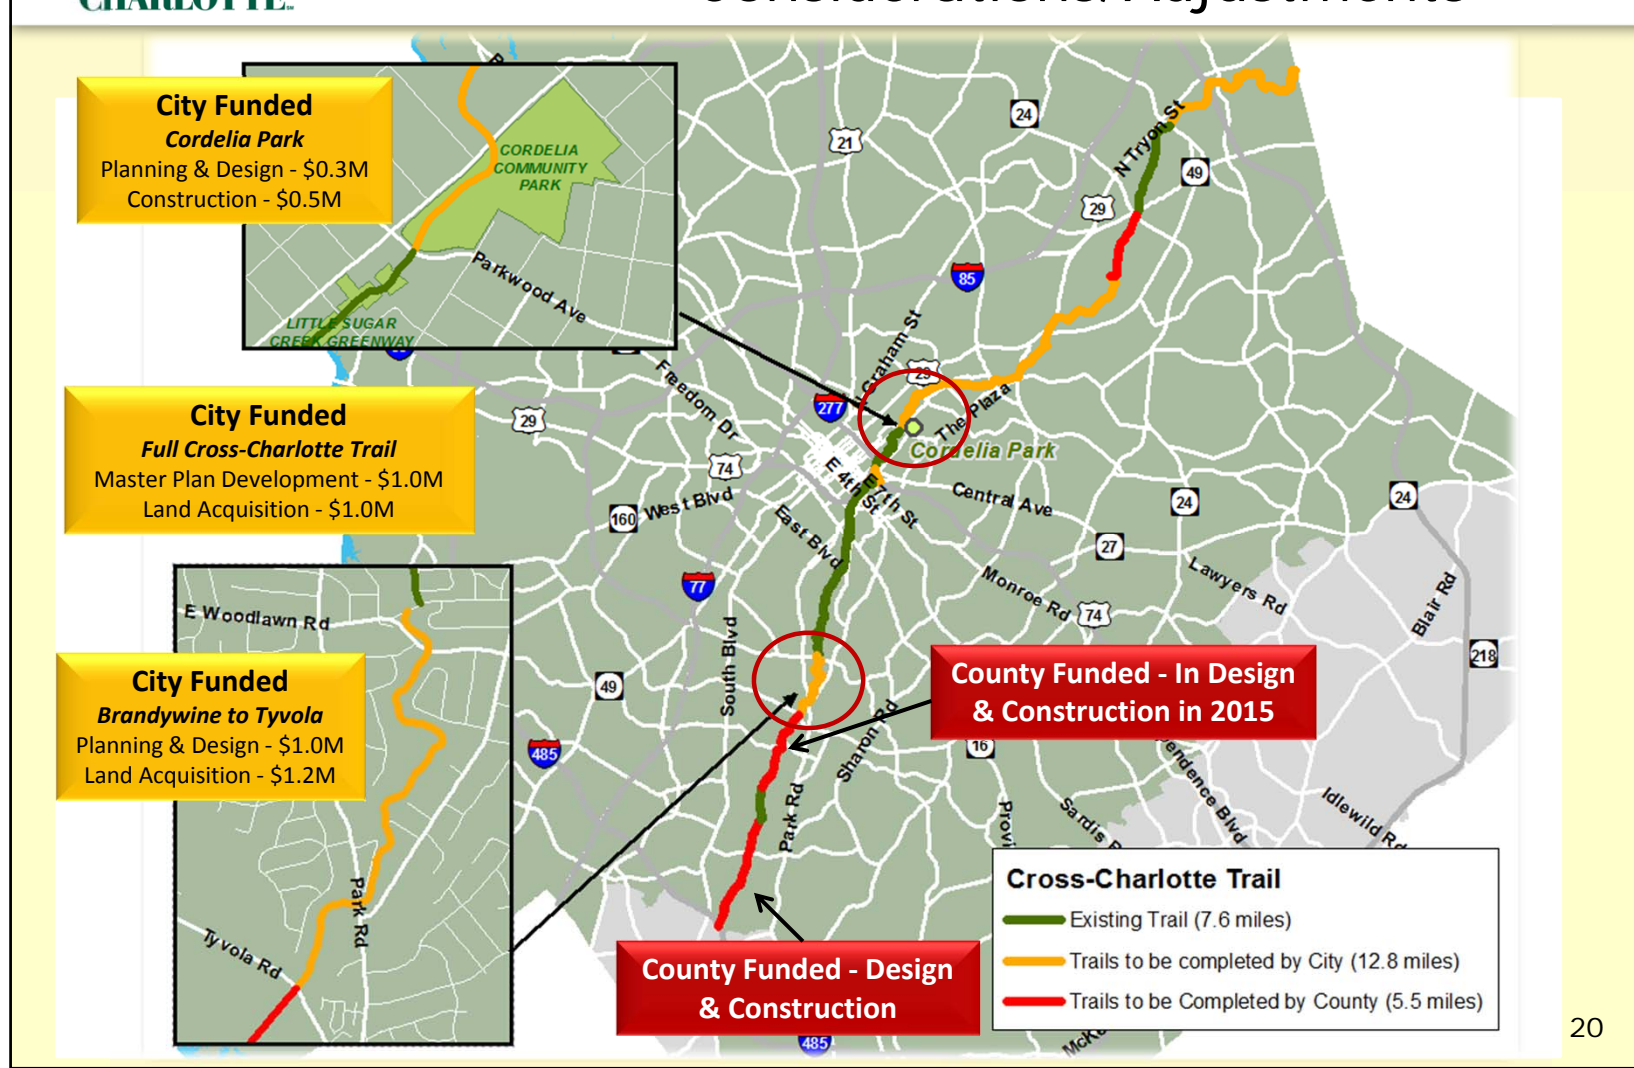 CHARLOTTE
Considerations/Adjustments
City Funded
Cordelia Park
Planning & Design - $0.3M
Construction - $0.5M
CORDELIA
COMMUNITY
PARK
Parkwood Ave
LITTLE SUGAR
CREEK GREENWAY
City Funded
Full Cross-Charlotte Trail
Master Plan Development - $1.0M
Land Acquisition - $1.0M
E Woodlawn Rd
City Funded
Brandywine to Tyvola
Planning & Design - $1.0M
Land Acquisition - $1.2M
Park Rd
Tyvola Rd
24
21
N Tryon St
49
29
85
N Graham St
29
277
The Plaza
Cordelia Park
Freedom Dr
29
74
E 4th St
E 7th St
Central Ave
24
24
160
West Blvd
East Blvd
27
Lawyers Rd
77
Monroe Rd
74
Blair Rd
218
South Blvd
49
County Funded - In Design
& Construction in 2015
485
Sharon Rd
16
Park Rd
Sardis
Idlewild Rd
County Funded - Design
& Construction
485
Cross-Charlotte Trail
Existing Trail (7.6 miles)
Trails to be completed by City (12.8 miles)
Trails to be Completed by County (5.5 miles)
20